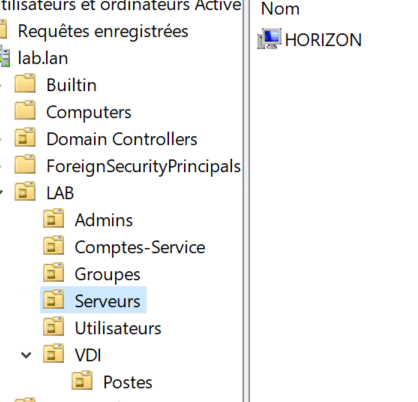 tilisateurs et ordinateurs Active
Nom
Requêtes enregistrées
HORIZON
lab.lan
Builtin
Computers
Domain Controllers
ForeignSecurityPrincipals
LAB
Admins
Comptes-Service
Groupes
Serveurs
Utilisateurs
VDI
Postes